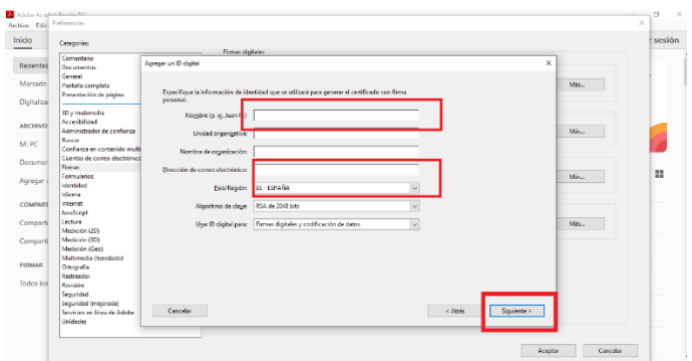 Adobe Acrobat Reader DC
Archivo Edic
Preferencias
Inicio
sesión
Categorías:
Firmas digitales
Comentario
Documentos
General
Pantalla completa
Presentación de página
3D y multimedia
Accesibilidad
Administrador de confianza
Buscar
Confianza en contenido multi
Cuentas de correo electrónico
Firmas
Formularios
Identidad
Idioma
Internet
JavaScript
Lectura
Medición (2D)
Medición (3D)
Medición (Geo)
Multimedia (heredado)
Ortografía
Rastreador
Revisión
Seguridad
Seguridad (mejorada)
Servicios en línea de Adobe
Unidades
Recientes
Marcado
Digitaliza
ARCHIVO
Mi PC
Documen
Agregar
COMPART
Comparti
Comparti
FIRMAR
Todos los
Agregar un ID digital
Especifique la información de identidad que se utilizará para generar el certificado con firma
personal.
Nombre (p. ej. Juan R.):
Unidad organizativa:
Nombre de organización:
Dirección de correo electrónico:
País/Región: ES - ESPAÑA
Algoritmo de clave: RSA de 2048 bits
Usar ID digital para: Firmas digitales y codificación de datos
Cancelar
< Atrás
Siguiente >
Más...
Más...
Más...
Más...
Aceptar
Cancelar